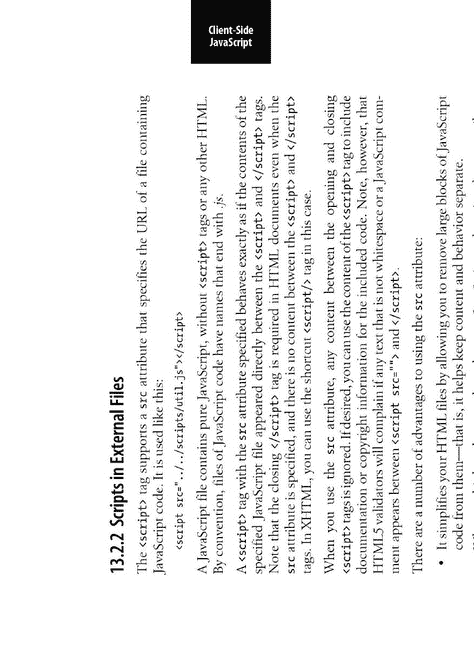 Client-Side
JavaScript
13.2.2 Scripts in External Files
The <script> tag supports a src attribute that specifies the URL of a file containing
JavaScript code. It is used like this:
<script src="../../scripts/util.js"></script>
A JavaScript file contains pure JavaScript, without <script> tags or any other HTML.
By convention, files of JavaScript code have names that end with .js.
A <script> tag with the src attribute specified behaves exactly as if the contents of the
specified JavaScript file appeared directly between the <script> and </script> tags.
Note that the closing </script> tag is required in HTML documents even when the
src attribute is specified, and there is no content between the <script> and </script>
tags. In XHTML, you can use the shortcut <script/> tag in this case.
When you use the src attribute, any content between the opening and closing
<script> tags is ignored. If desired, you can use the content of the <script> tag to include
documentation or copyright information for the included code. Note, however, that
HTML5 validators will complain if any text that is not whitespace or a JavaScript com-
ment appears between <script src=""> and </script>.
There are a number of advantages to using the src attribute:
• It simplifies your HTML files by allowing you to remove large blocks of JavaScript
code from them—that is, it helps keep content and behavior separate.